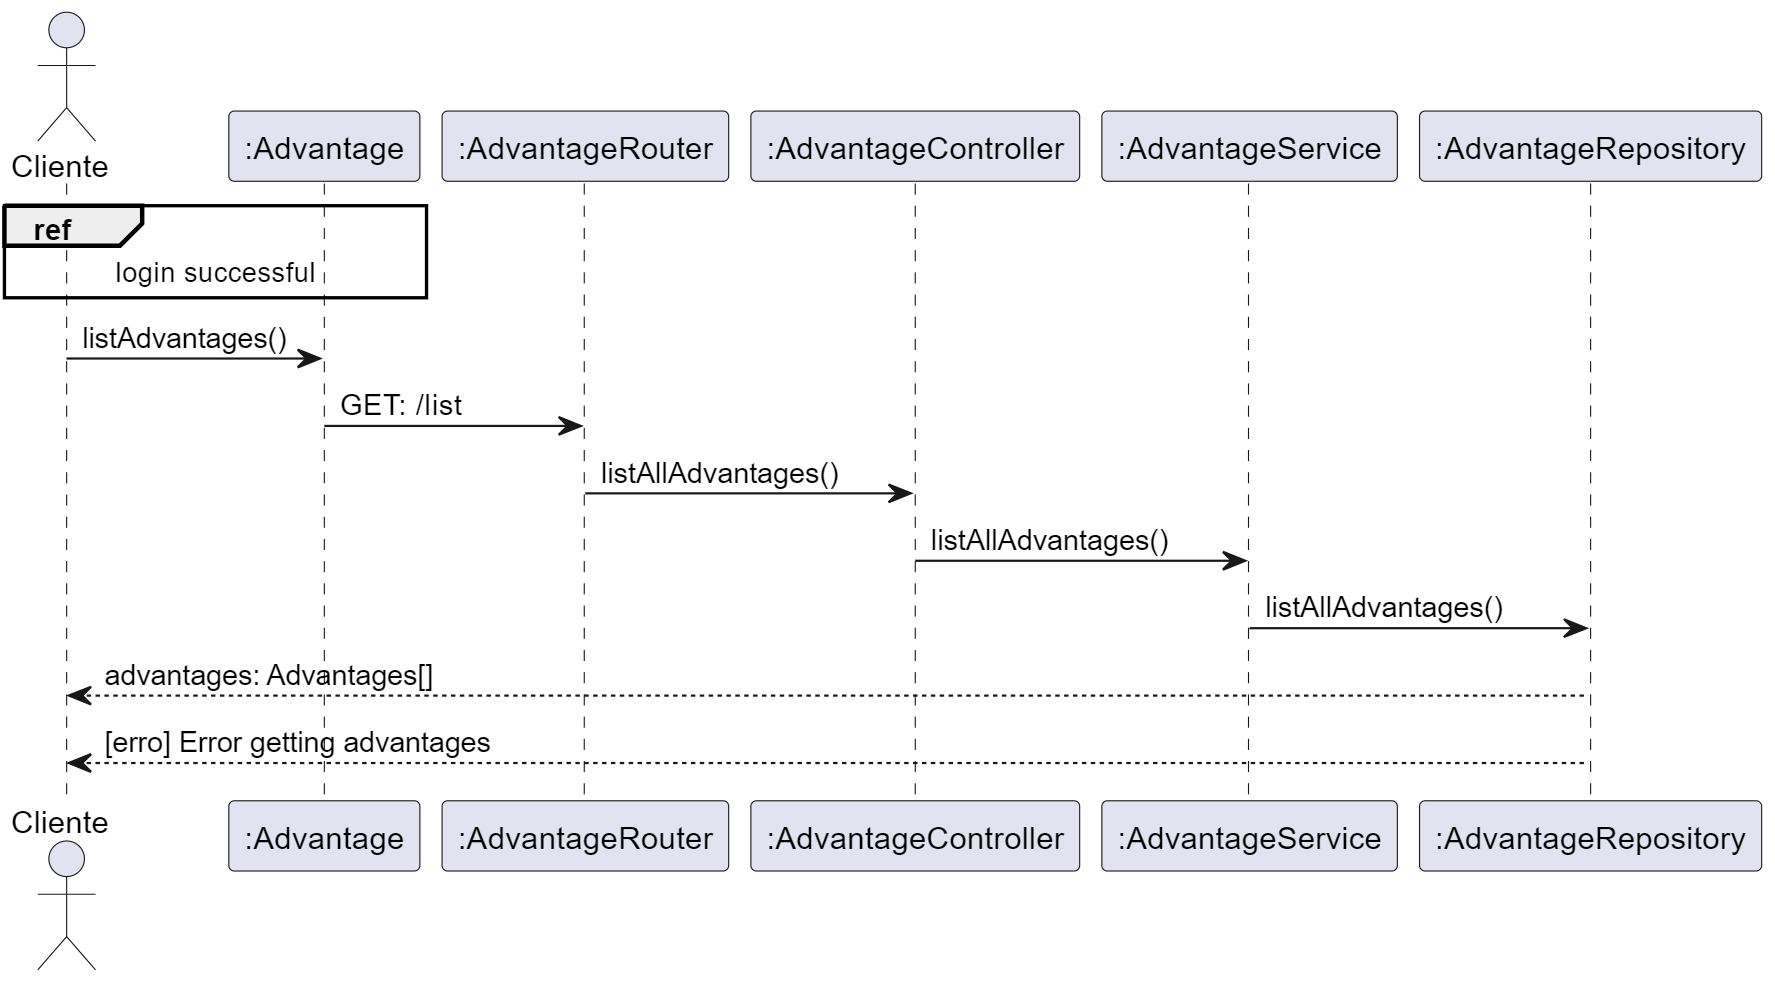 Cliente
:Advantage
:AdvantageRouter
:AdvantageController
:AdvantageService
:AdvantageRepository
ref
login successful
listAdvantages()
GET: /list
listAllAdvantages()
listAllAdvantages()
listAllAdvantages()
advantages: Advantages[]
[erro] Error getting advantages
Cliente
:Advantage
:AdvantageRouter
:AdvantageController
:AdvantageService
:AdvantageRepository